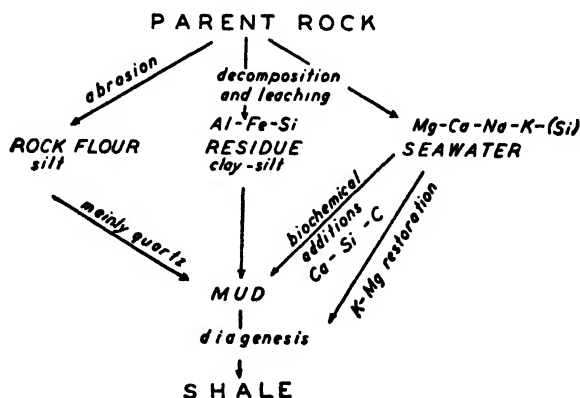 PARENT ROCK
abrasion
decomposition
and leaching
Al-Fe-Si
RESIDUE
clay-silt
Mg-Ca-Na-K-(Si)
SEAWATER
ROCK FLOUR
silt
mainly quartz
biochemical
additions
Ca-Si-C
K-Mg restoration
MUD
diagenesis
SHALE